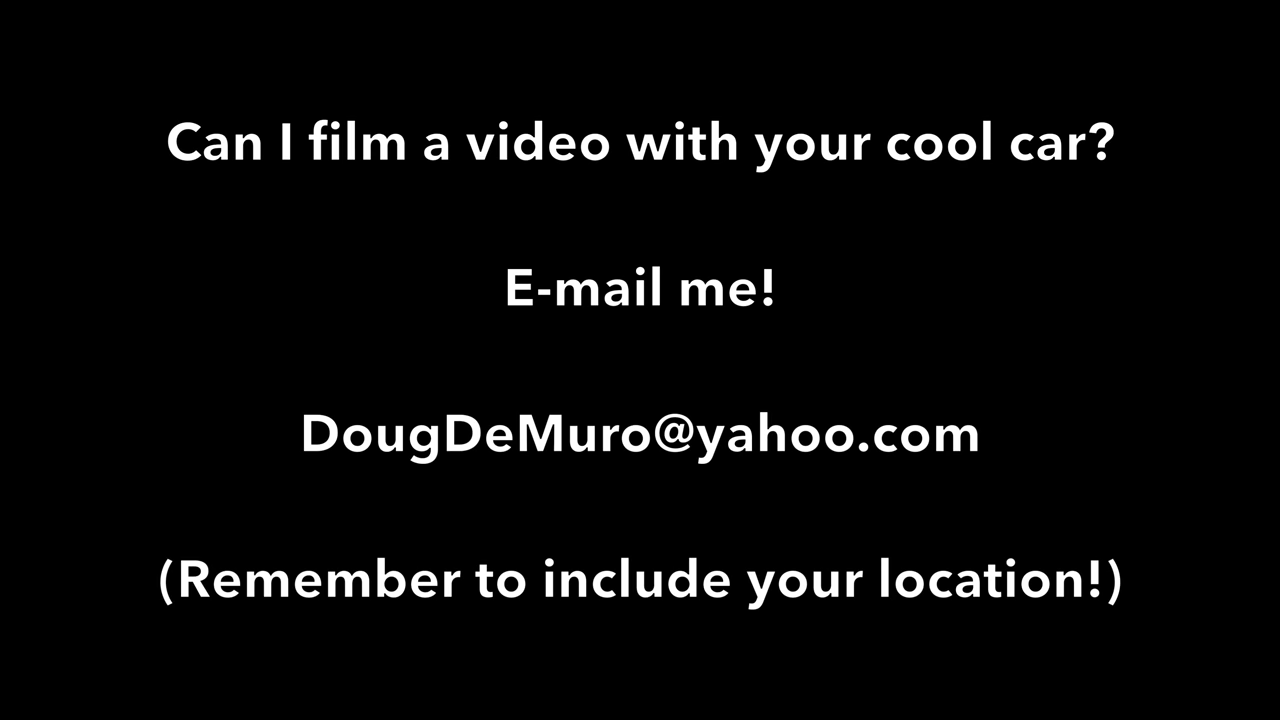 Can I film a video with your cool car?
E-mail me!
DougDeMuro@yahoo.com
(Remember to include your location!)